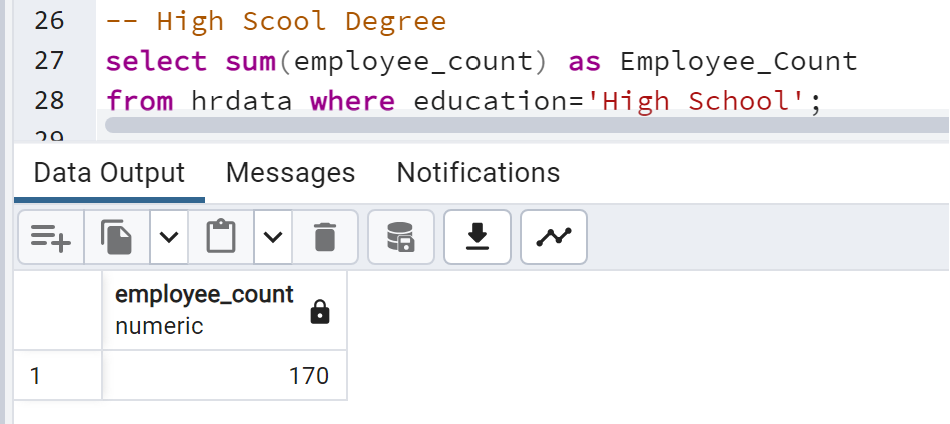 26 -- High Scool Degree
27 select sum(employee_count) as Employee_Count
28 from hrdata where education='High School';
29
Data Output Messages Notifications
employee_count
numeric
1 170